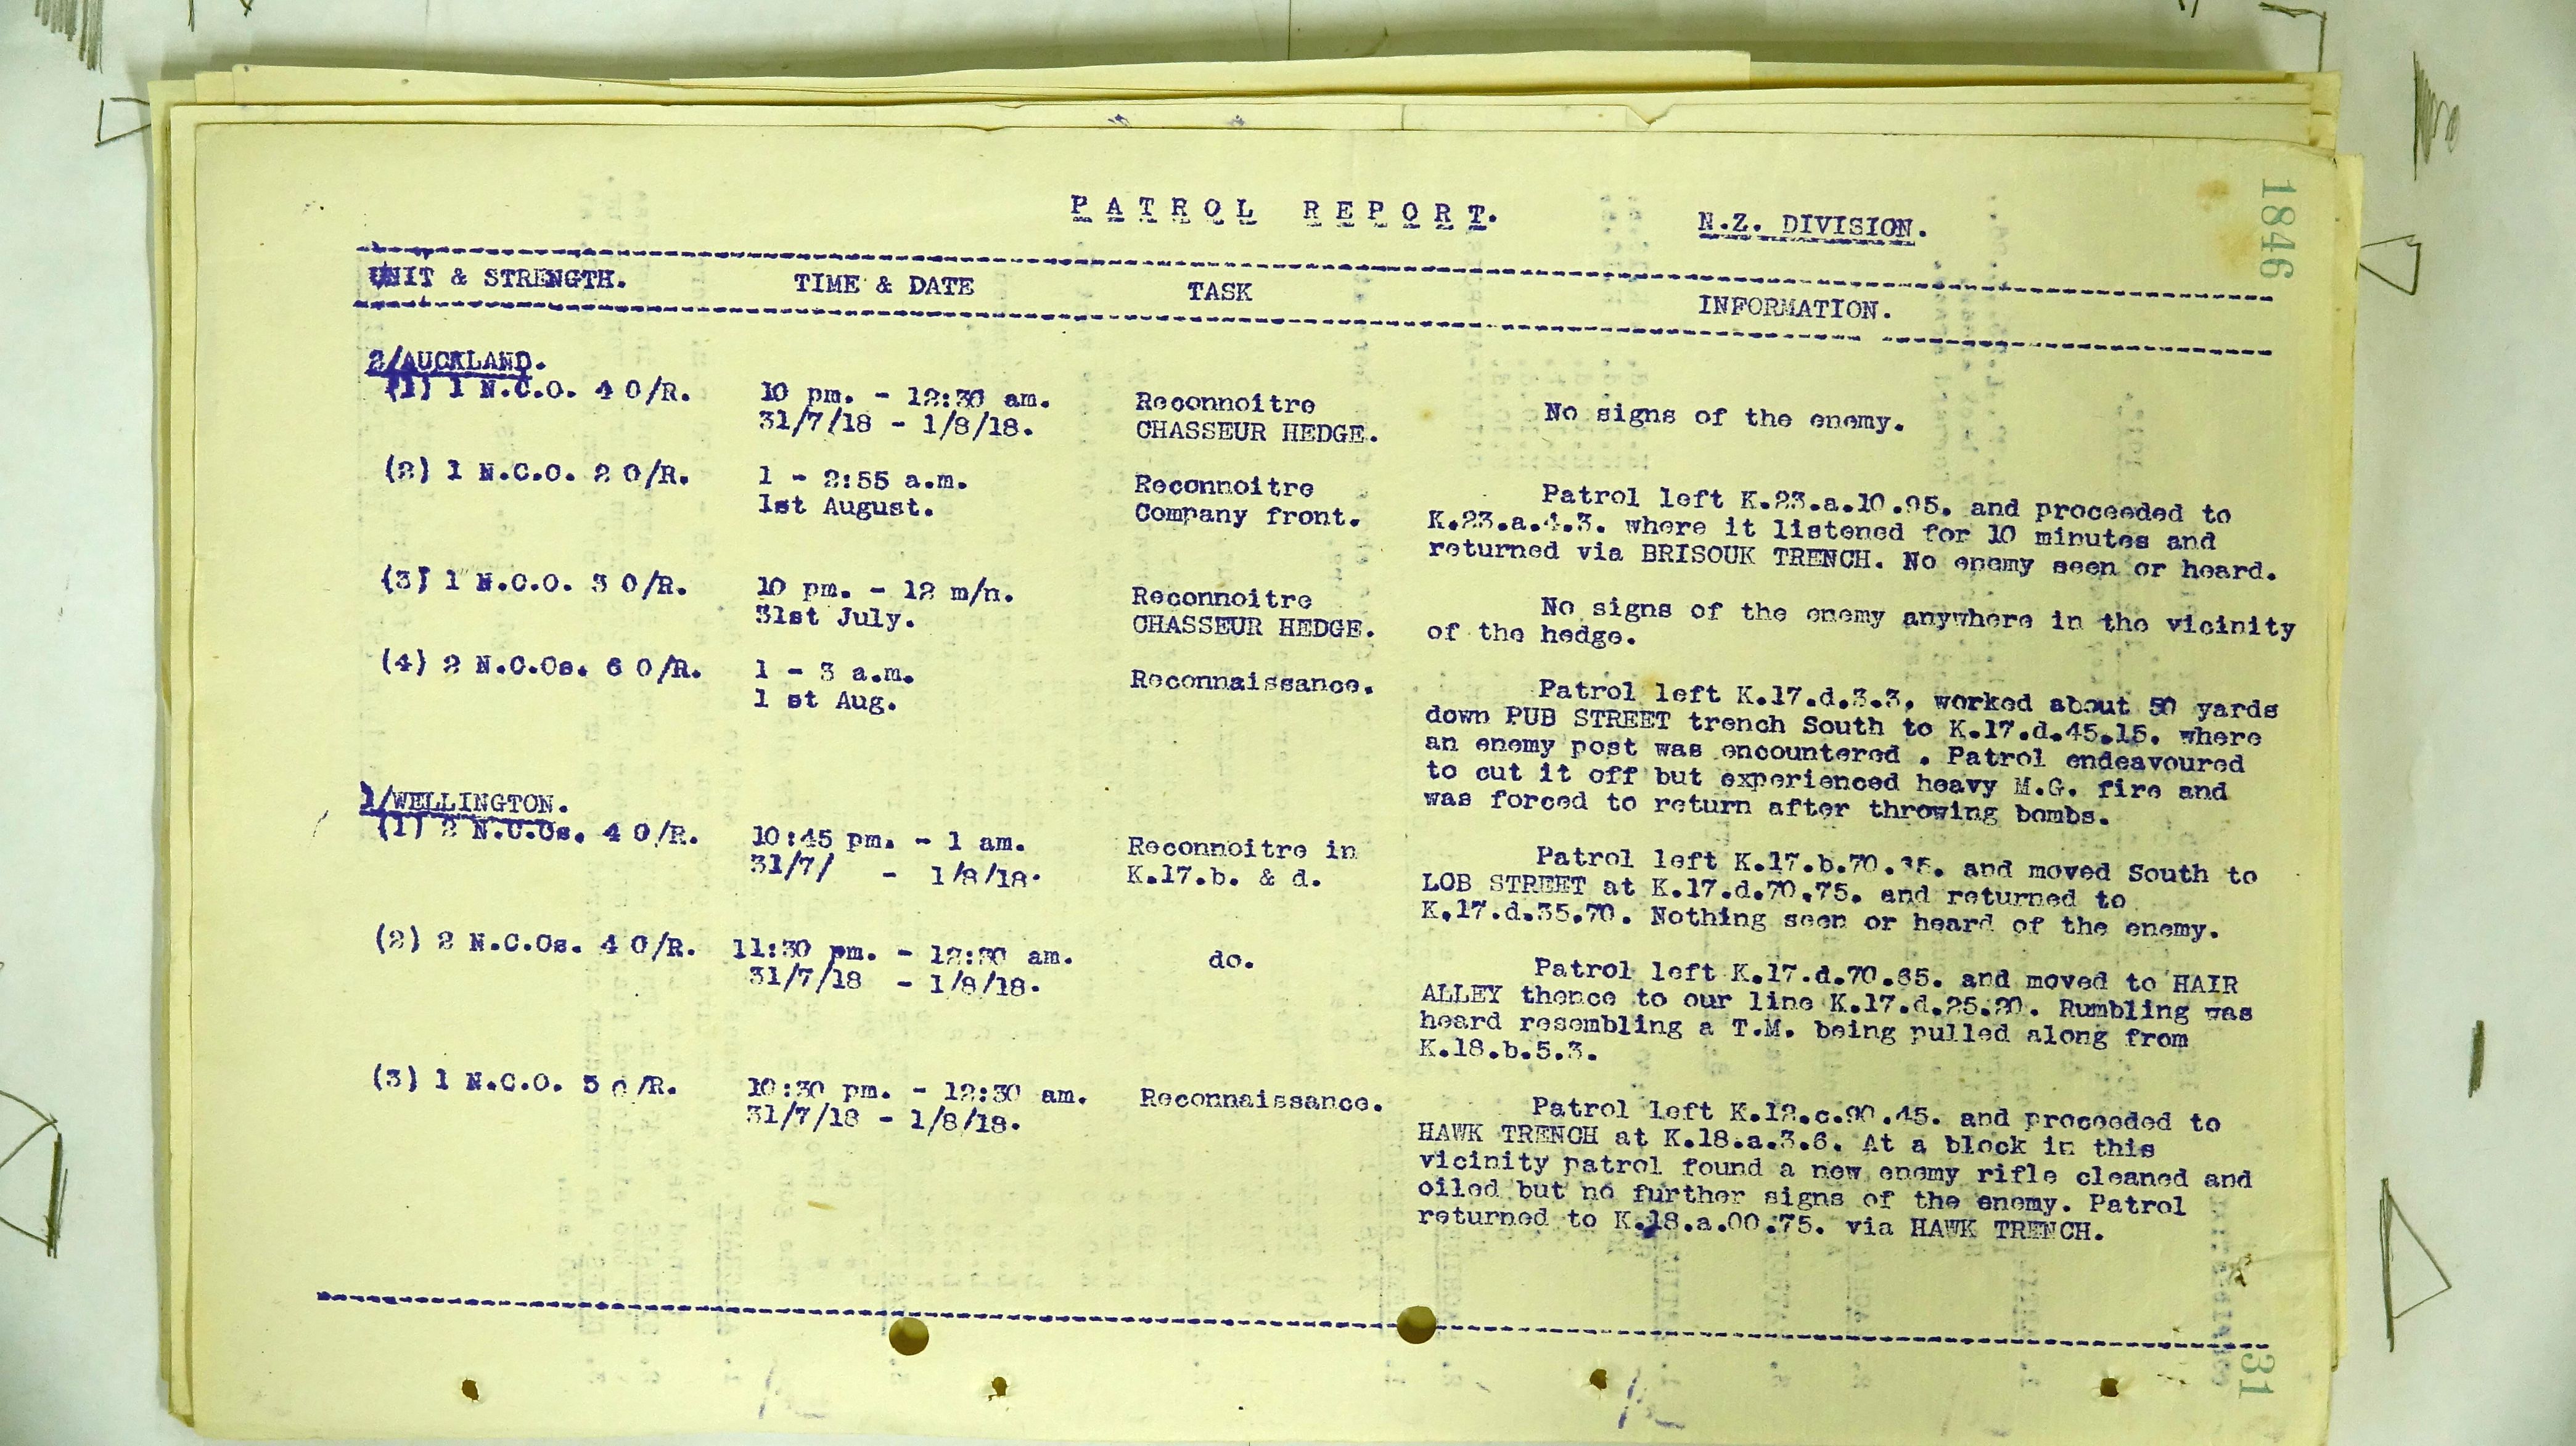 PATROL REPORT.
N.Z. DIVISION.
1846
UNIT & STRENGTH. TIME & DATE TASK INFORMATION.
2/AUCKLAND.
(1) 1 N.C.O. 4 O/R.
10 pm. - 12:30 am.
31/7/18 - 1/8/18.
Reconnoitre
CHASSEUR HEDGE.
No signs of the enemy.
(2) 1 N.C.O. 2 O/R.
1 - 2:55 a.m.
1st August.
Reconnoitre
Company front.
Patrol left K.23.a.10.95. and proceeded to
K.23.a.4.3. where it listened for 10 minutes and
returned via BRISOUK TRENCH. No enemy seen or heard.
(3) 1 N.C.O. 3 O/R.
10 pm. - 12 m/n.
31st July.
Reconnoitre
CHASSEUR HEDGE.
No signs of the enemy anywhere in the vicinity
of the hedge.
(4) 2 N.C.Os. 6 O/R.
1 - 3 a.m.
1 st Aug.
Reconnaissance.
Patrol left K.17.d.3.3. worked about 50 yards
down PUB STREET trench South to K.17.d.45.15. where
an enemy post was encountered . Patrol endeavoured
to cut it off but experienced heavy M.G. fire and
was forced to return after throwing bombs.
1/WELLINGTON.
(1) 2 N.C.Os. 4 O/R.
10:45 pm. - 1 am.
31/7/ - 1/8/18.
Reconnoitre in
K.17.b. & d.
Patrol left K.17.b.70.35. and moved South to
LOB STREET at K.17.d.70.75. and returned to
K.17.d.35.70. Nothing seen or heard of the enemy.
(2) 2 N.C.Os. 4 O/R.
11:30 pm. - 12:30 am.
31/7/18 - 1/8/18.
do.
Patrol left K.17.d.70.65. and moved to HAIR
ALLEY thence to our line K.17.d.25.20. Rumbling was
heard resembling a T.M. being pulled along from
K.18.b.5.3.
(3) 1 N.C.O. 5 o/R.
10:30 pm. - 12:30 am.
31/7/18 - 1/8/18.
Reconnaissance.
Patrol left K.12.c.90.45. and proceeded to
HAWK TRENCH at K.18.a.3.6. At a block in this
vicinity patrol found a new enemy rifle cleaned and
oiled but no further signs of the enemy. Patrol
returned to K.18.a.00.75. via HAWK TRENCH.
31